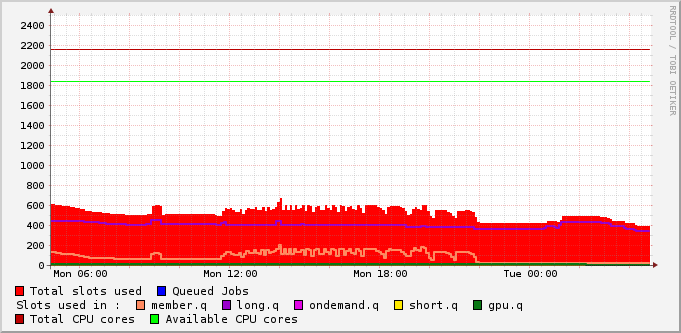 RRDTOOL / TOBI OETIKER
2400
2200
2000
1800
1600
1400
1200
1000
800
600
400
200
0
Mon 06:00 Mon 12:00 Mon 18:00 Tue 00:00
Total slots used Queued Jobs
Slots used in : member.q long.q ondemand.q short.q gpu.q
Total CPU cores Available CPU cores